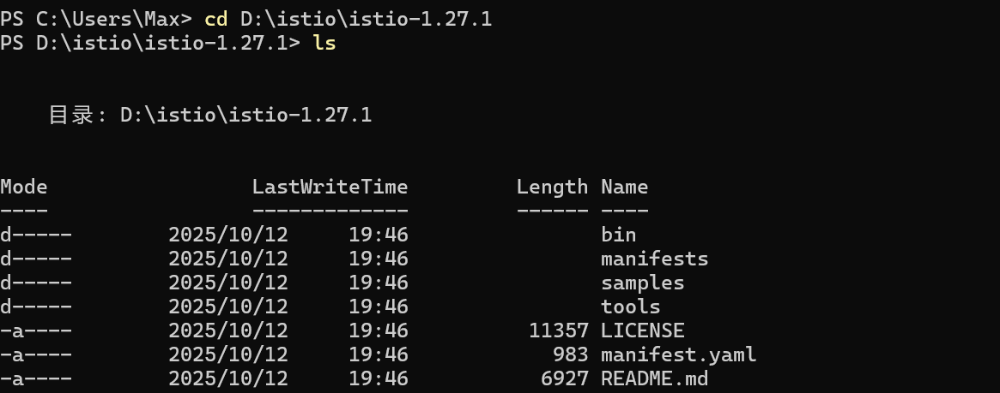 PS C:\Users\Max> cd D:\istio\istio-1.27.1
PS D:\istio\istio-1.27.1> ls
目录: D:\istio\istio-1.27.1
Mode LastWriteTime Length Name
---- ------------- ------ ----
d----- 2025/10/12 19:46 bin
d----- 2025/10/12 19:46 manifests
d----- 2025/10/12 19:46 samples
d----- 2025/10/12 19:46 tools
-a---- 2025/10/12 19:46 11357 LICENSE
-a---- 2025/10/12 19:46 983 manifest.yaml
-a---- 2025/10/12 19:46 6927 README.md